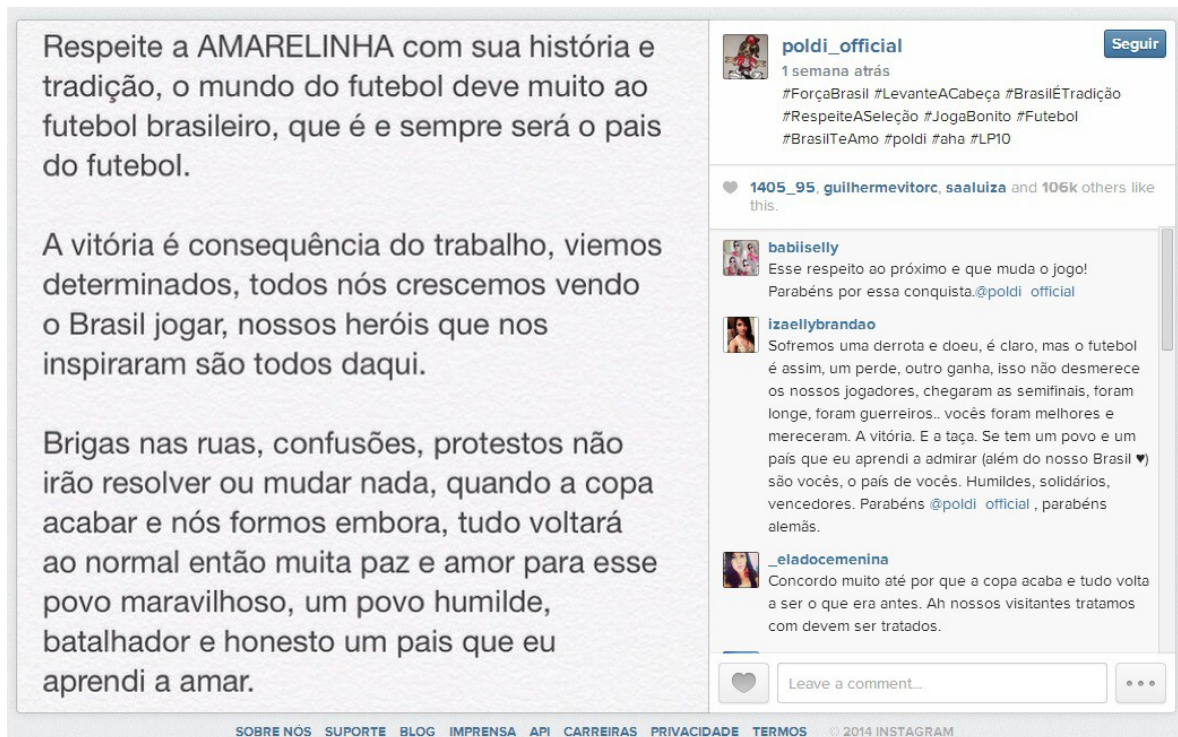 Respeite a AMARELINHA com sua história e
tradição, o mundo do futebol deve muito ao
futebol brasileiro, que é e sempre será o pais
do futebol.
A vitória é consequência do trabalho, viemos
determinados, todos nós crescemos vendo
o Brasil jogar, nossos heróis que nos
inspiraram são todos daqui.
Brigas nas ruas, confusões, protestos não
irão resolver ou mudar nada, quando a copa
acabar e nós formos embora, tudo voltará
ao normal então muita paz e amor para esse
povo maravilhoso, um povo humilde,
batalhador e honesto um pais que eu
aprendi a amar.
poldi_official
Seguir
1 semana atrás
#ForçaBrasil #LevanteACabeça #BrasilÉTradição
#RespeiteASeleção #JogaBonito #Futebol
#BrasilTeAmo #poldi #aha #LP10
1405_95, guilhermevitorc, saaluiza and 106k others like
this.
babiiselly
Esse respeito ao próximo e que muda o jogo!
Parabéns por essa conquista.@poldi official
izaellybrandao
Sofremos uma derrota e doeu, é claro, mas o futebol
é assim, um perde, outro ganha, isso não desmerece
os nossos jogadores, chegaram as semifinais, foram
longe, foram guerreiros.. vocês foram melhores e
mereceram. A vitória. E a taça. Se tem um povo e um
país que eu aprendi a admirar (além do nosso Brasil ♥)
são vocês, o país de vocês. Humildes, solidários,
vencedores. Parabéns @poldi official , parabéns
alemãs.
_eladocemenina
Concordo muito até por que a copa acaba e tudo volta
a ser o que era antes. Ah nossos visitantes tratamos
com devem ser tratados.
Leave a comment...
SOBRE NÓS SUPORTE BLOG IMPRENSA API CARREIRAS PRIVACIDADE TERMOS © 2014 INSTAGRAM